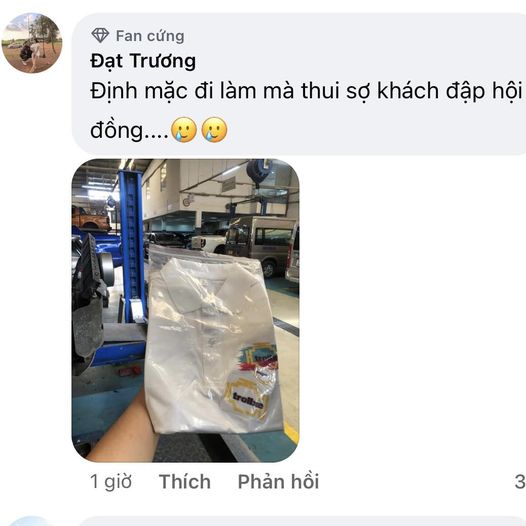 Fan cứng
Đạt Trương
Định mặc đi làm mà thui sợ khách đập hội
đồng....🥲🥲
1 giờ Thích Phản hồi 3